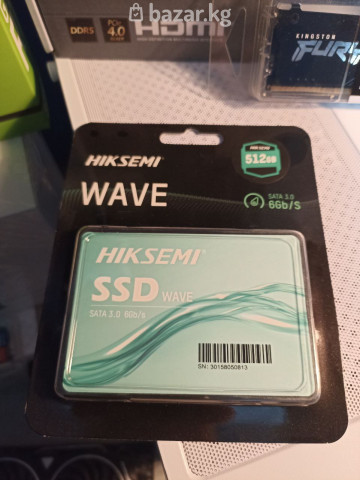 bazar.kg
DDR5
PCIe
4.0
HDMI
KINGSTON
FURY
HIKSEMI
HIKSEMI
512GB
WAVE
SATA 3.0
6Gb/S
HIKSEMI
SSD WAVE
SATA 3.0 6Gb/s
SN: 30158050813